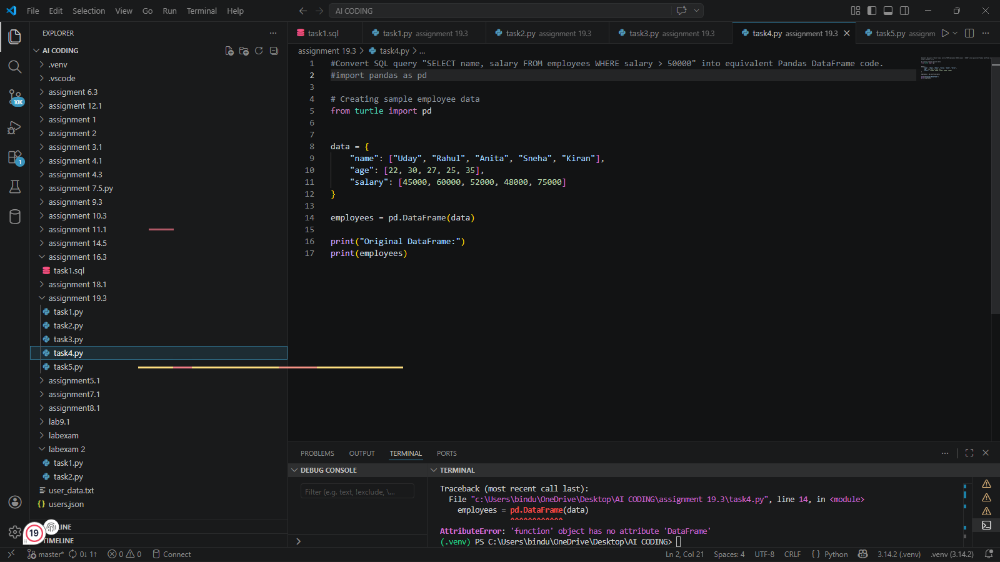 File Edit Selection View Go Run Terminal Help
AI CODING
EXPLORER
AI CODING
.venv
.vscode
assigment 6.3
assigment 12.1
assignment 1
assignment 2
assignment 3.1
assignment 4.1
assignment 4.3
assignment 7.5.py
assignment 9.3
assignment 10.3
assignment 11.1
assignment 14.5
assignment 16.3
task1.sql
assignment 18.1
assignment 19.3
task1.py
task2.py
task3.py
task4.py
task5.py
assignment5.1
assignment7.1
assignment8.1
lab9.1
labexam
labexam 2
task1.py
task2.py
user_data.txt
users.json
LINE
TIMELINE
10K
1
19
task1.sql task1.py assignment 19.3 task2.py assignment 19.3 task3.py assignment 19.3 task4.py assignment 19.3 task5.py assignm
assignment 19.3 > task4.py > ...
1 #Convert SQL query "SELECT name, salary FROM employees WHERE salary > 50000" into equivalent Pandas DataFrame code.
2 #import pandas as pd
3
4 # Creating sample employee data
5 from turtle import pd
6
7
8 data = {
9 "name": ["Uday", "Rahul", "Anita", "Sneha", "Kiran"],
10 "age": [22, 30, 27, 25, 35],
11 "salary": [45000, 60000, 52000, 48000, 75000]
12 }
13
14 employees = pd.DataFrame(data)
15
16 print("Original DataFrame:")
17 print(employees)
PROBLEMS OUTPUT TERMINAL PORTS
DEBUG CONSOLE
Filter (e.g. text, !exclude, \...
TERMINAL
Traceback (most recent call last):
File "c:\Users\bindu\OneDrive\Desktop\AI CODING\assignment 19.3\task4.py", line 14, in <module>
employees = pd.DataFrame(data)
^^^^^^^^^^^^
AttributeError: 'function' object has no attribute 'DataFrame'
(.venv) PS C:\Users\bindu\OneDrive\Desktop\AI CODING>
master* 0↓ 1↑ 0 0 Connect
Ln 2, Col 21 Spaces: 4 UTF-8 CRLF { } Python 3.14.2 (.venv) .venv (3.14.2)